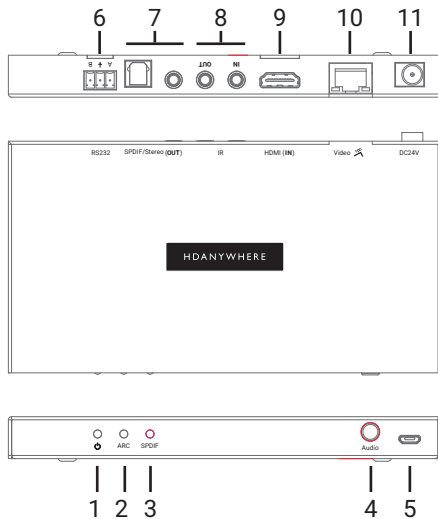 6 7 8 9 10 11
B A
OUT IN
RS232 SPDIF/Stereo (OUT) IR HDMI (IN) Video DC24V
HDANYWHERE
ARC SPDIF Audio
1 2 3 4 5